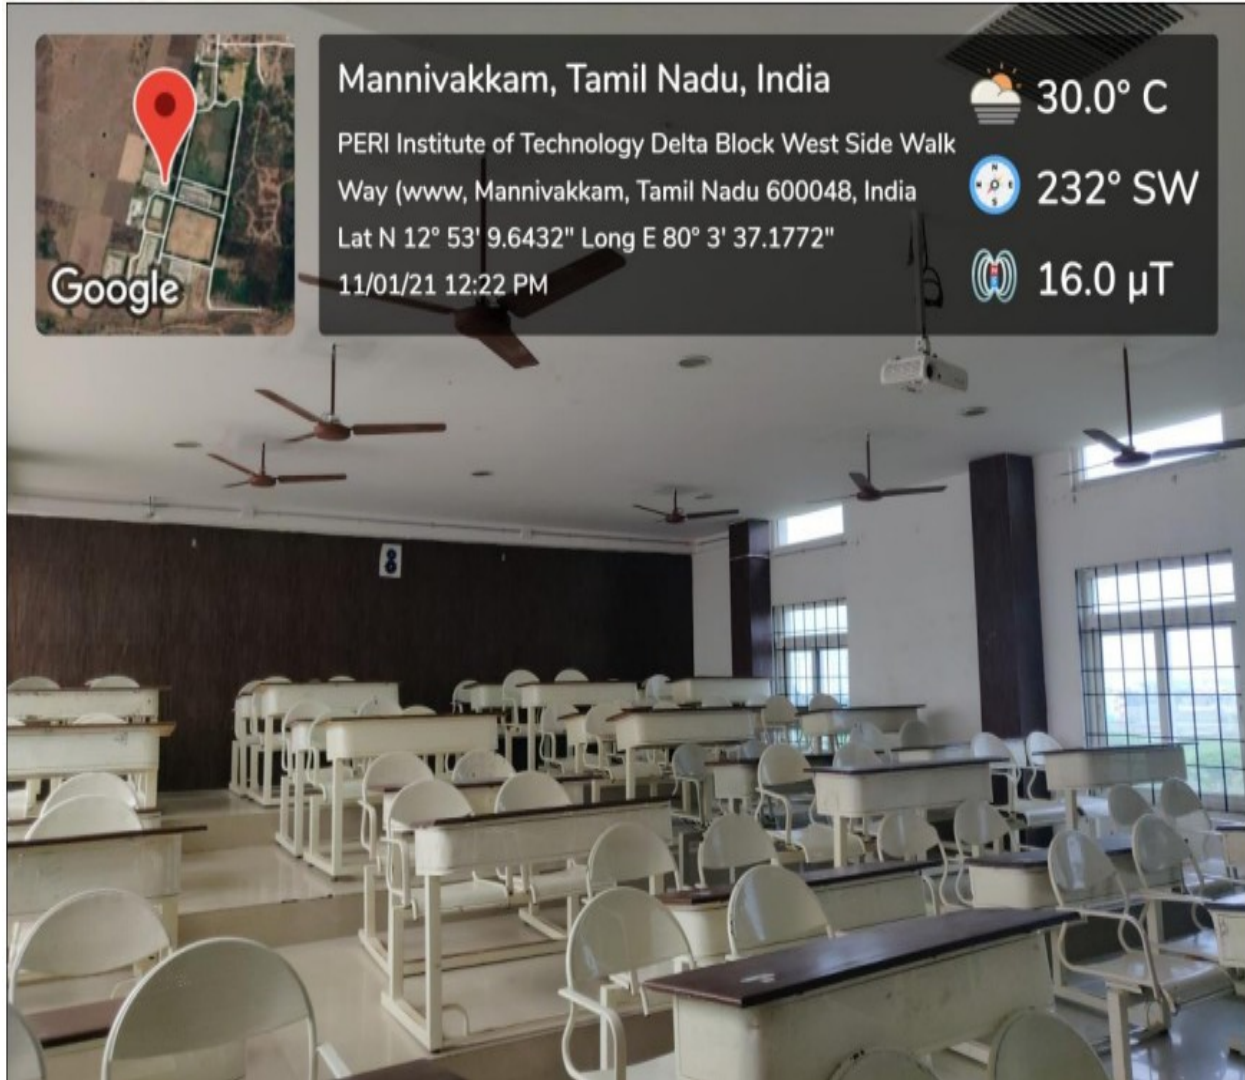 Mannivakkam, Tamil Nadu, India
PERI Institute of Technology Delta Block West Side Walk
Way (www, Mannivakkam, Tamil Nadu 600048, India
Lat N 12° 53' 9.6432" Long E 80° 3' 37.1772"
11/01/21 12:22 PM
30.0° C
232° SW
16.0 µT
Google